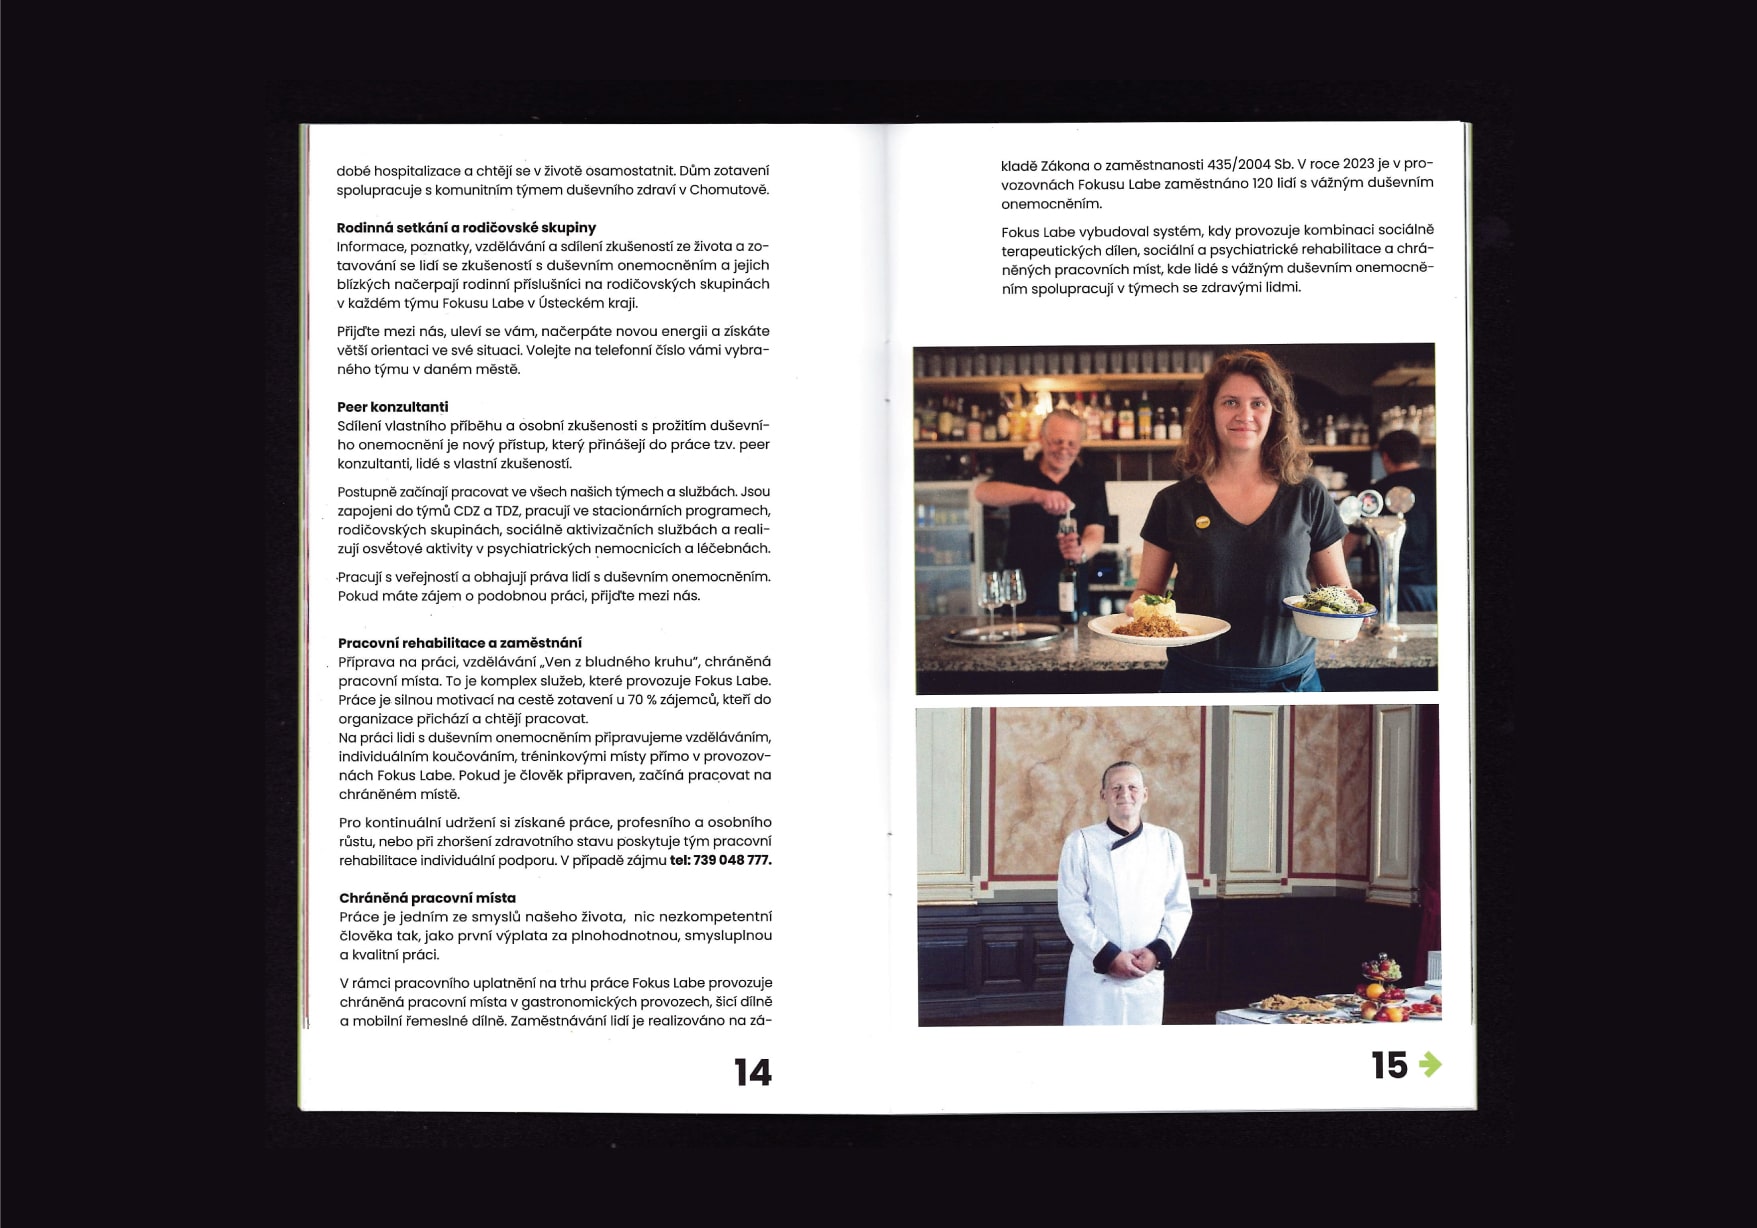 dobé hospitalizace a chtějí se v životě osamostatnit. Dům zotavení
spolupracuje s komunitním týmem duševního zdraví v Chomutově.
Rodinná setkání a rodičovské skupiny
Informace, poznatky, vzdělávání a sdílení zkušeností ze života a zo-
tavování se lidí se zkušeností s duševním onemocněním a jejich
blízkých načerpají rodinní příslušníci na rodičovských skupinách
v každém týmu Fokusu Labe v Ústeckém kraji.
Přijďte mezi nás, uleví se vám, načerpáte novou energii a získáte
větší orientaci ve své situaci. Volejte na telefonní číslo vámi vybra-
ného týmu v daném městě.
Peer konzultanti
Sdílení vlastního příběhu a osobní zkušenosti s prožitím duševní-
ho onemocnění je nový přístup, který přinášejí do práce tzv. peer
konzultanti, lidé s vlastní zkušeností.
Postupně začínají pracovat ve všech našich týmech a službách. Jsou
zapojeni do týmů CDZ a TDZ, pracují ve stacionárních programech,
rodičovských skupinách, sociálně aktivizačních službách a reali-
zují osvětové aktivity v psychiatrických nemocnicích a léčebnách.
Pracují s veřejností a obhajují práva lidí s duševním onemocněním.
Pokud máte zájem o podobnou práci, přijďte mezi nás.
Pracovní rehabilitace a zaměstnání
Příprava na práci, vzdělávání „Ven z bludného kruhu", chráněná
pracovní místa. To je komplex služeb, které provozuje Fokus Labe.
Práce je silnou motivací na cestě zotavení u 70 % zájemců, kteří do
organizace přichází a chtějí pracovat.
Na práci lidi s duševním onemocněním připravujeme vzděláváním,
individuálním koučováním, tréninkovými místy přímo v provozov-
nách Fokus Labe. Pokud je člověk připraven, začíná pracovat na
chráněném místě.
Pro kontinuální udržení si získané práce, profesního a osobního
růstu, nebo při zhoršení zdravotního stavu poskytuje tým pracovní
rehabilitace individuální podporu. V případě zájmu tel: 739 048 777.
Chráněná pracovní místa
Práce je jedním ze smyslů našeho života, nic nezkompetentní
člověka tak, jako první výplata za plnohodnotnou, smysluplnou
a kvalitní práci.
V rámci pracovního uplatnění na trhu práce Fokus Labe provozuje
chráněná pracovní místa v gastronomických provozech, šicí dílně
a mobilní řemeslné dílně. Zaměstnávání lidí je realizováno na zá-
14
kladě Zákona o zaměstnanosti 435/2004 Sb. V roce 2023 je v pro-
vozovnách Fokusu Labe zaměstnáno 120 lidí s vážným duševním
onemocněním.
Fokus Labe vybudoval systém, kdy provozuje kombinaci sociálně
terapeutických dílen, sociální a psychiatrické rehabilitace a chrá-
něných pracovních míst, kde lidé s vážným duševním onemocně-
ním spolupracují v týmech se zdravými lidmi.
15